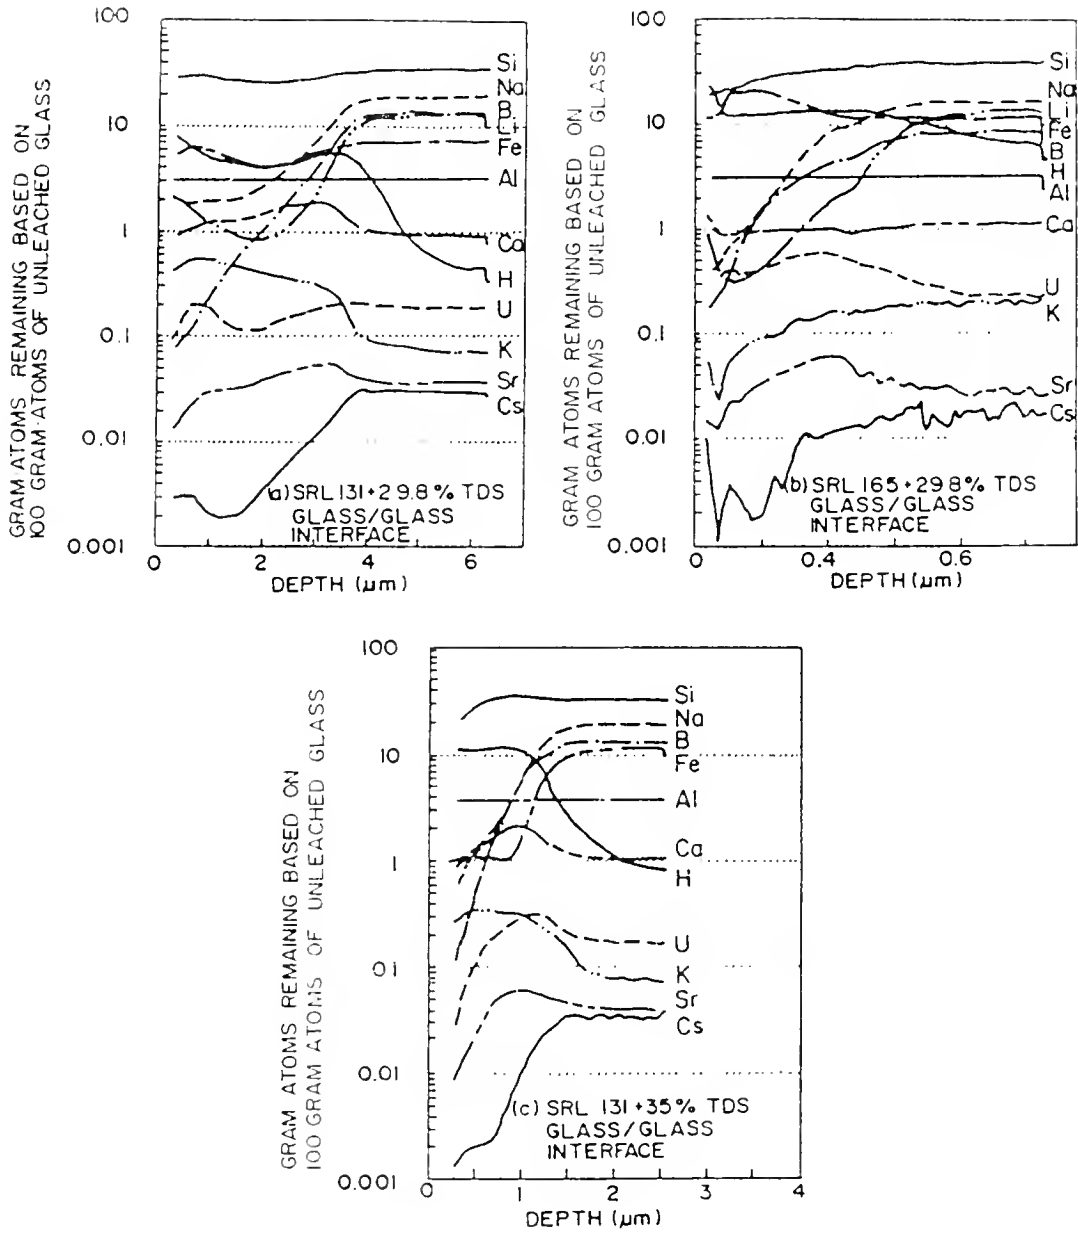 GRAM ATOMS REMAINING BASED ON
100 GRAM ATOMS OF UNLEACHED GLASS
100
10
1
0.1
0.01
0.001
Si
Na
B
Li
Fe
Al
Ca
H
U
K
Sr
Cs
(a) SRL 131+29.8% TDS
GLASS/GLASS
INTERFACE
0 2 4 6
DEPTH (μm)
GRAM ATOMS REMAINING BASED ON
100 GRAM ATOMS OF UNLEACHED GLASS
100
10
1
0.1
0.01
0.001
Si
Na
Li
Fe
B
H
Al
Ca
U
K
Sr
Cs
(b) SRL 165+29.8% TDS
GLASS/GLASS
INTERFACE
0 0.4 0.6
DEPTH (μm)
GRAM ATOMS REMAINING BASED ON
100 GRAM ATOMS OF UNLEACHED GLASS
100
10
1
0.1
0.01
0.001
Si
Na
B
Fe
Al
Ca
H
U
K
Sr
Cs
(c) SRL 131+35% TDS
GLASS/GLASS
INTERFACE
0 1 2 3 4
DEPTH (μm)